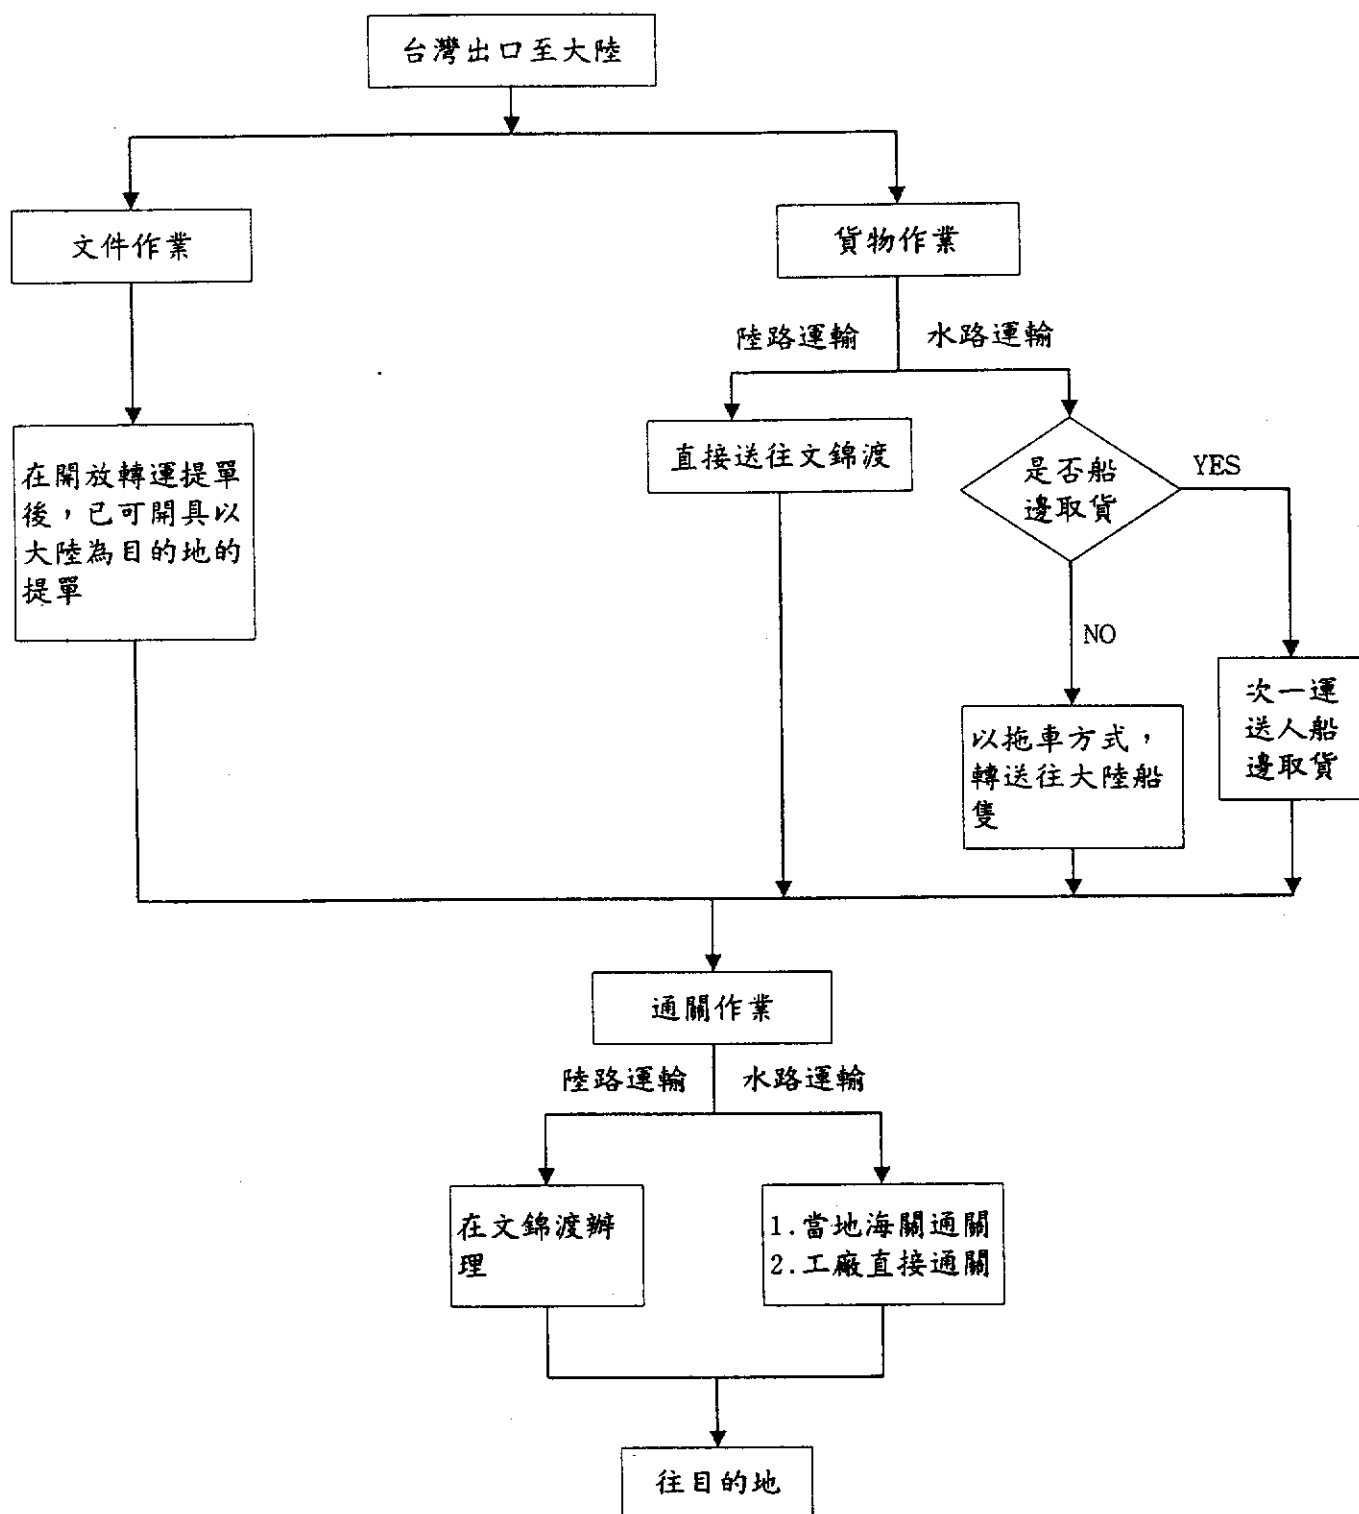 台灣出口至大陸
文件作業
貨物作業
陸路運輸
水路運輸
在開放轉運提單
後，已可開具以
大陸為目的地的
提單
直接送往文錦渡
是否船
邊取貨
YES
NO
以拖車方式，
轉送往大陸船
隻
次一運
送人船
邊取貨
通關作業
陸路運輸
水路運輸
在文錦渡辦
理
1.當地海關通關
2.工廠直接通關
往目的地